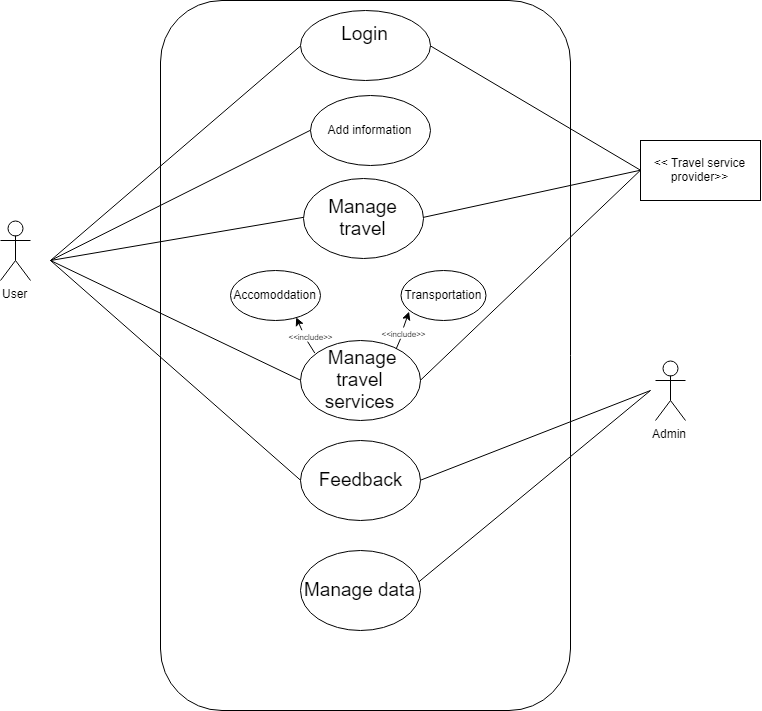 Login
Add information
<< Travel service
provider>>
Manage
travel
User
Accomoddation
Transportation
<<include>>
<<include>>
Manage
travel
services
Admin
Feedback
Manage data